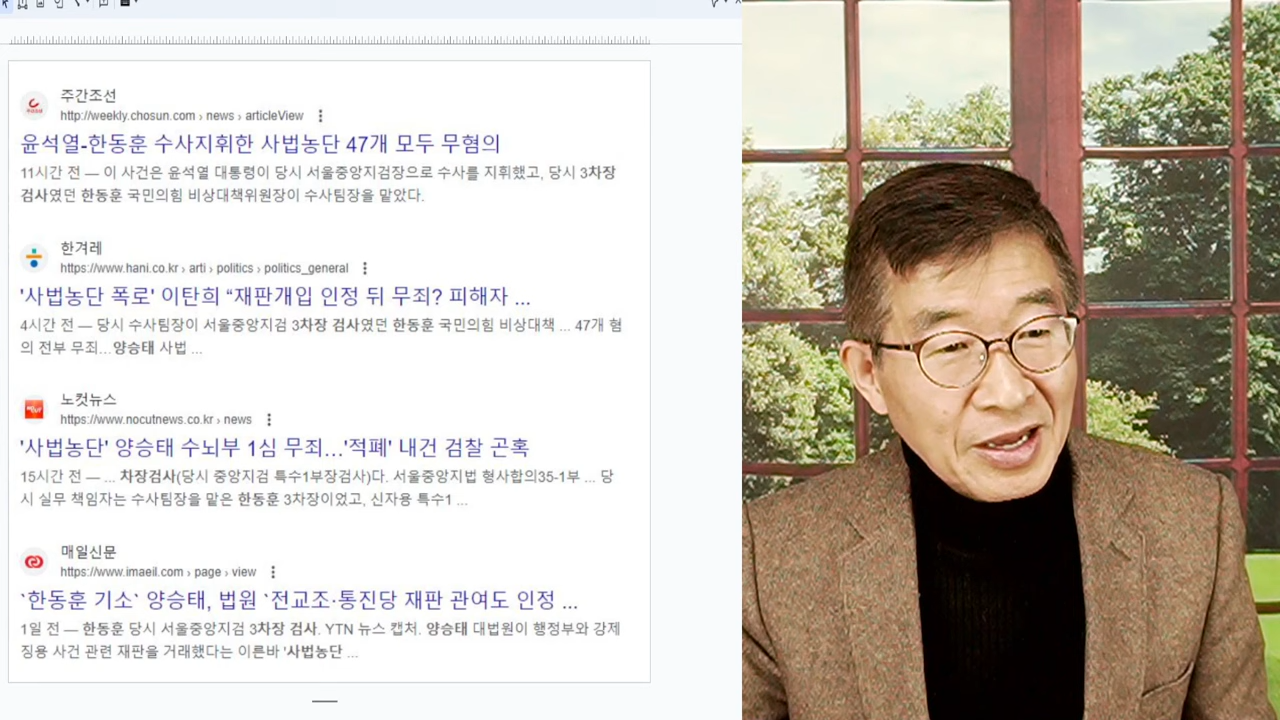 주간조선
http://weekly.chosun.com › news › articleView
윤석열-한동훈 수사지휘한 사법농단 47개 모두 무혐의
11시간 전 — 이 사건은 윤석열 대통령이 당시 서울중앙지검장으로 수사를 지휘했고, 당시 3차장
검사였던 한동훈 국민의힘 비상대책위원장이 수사팀장을 맡았다.
한겨레
https://www.hani.co.kr › arti › politics › politics_general
'사법농단 폭로' 이탄희 “재판개입 인정 뒤 무죄? 피해자 ...
4시간 전 — 당시 수사팀장이 서울중앙지검 3차장 검사였던 한동훈 국민의힘 비상대책 ... 47개 혐
의 전부 무죄…양승태 사법 ...
노컷뉴스
https://www.nocutnews.co.kr › news
'사법농단' 양승태 수뇌부 1심 무죄…'적폐' 내건 검찰 곤혹
15시간 전 — ... 차장검사(당시 중앙지검 특수1부장검사)다. 서울중앙지법 형사합의35-1부 ... 당
시 실무 책임자는 수사팀장을 맡은 한동훈 3차장이었고, 신자용 특수1 ...
매일신문
https://www.imaeil.com › page › view
`한동훈 기소` 양승태, 법원 `전교조·통진당 재판 관여도 인정 ...
1일 전 — 한동훈 당시 서울중앙지검 3차장 검사. YTN 뉴스 캡처. 양승태 대법원이 행정부와 강제
징용 사건 관련 재판을 거래했다는 이른바 '사법농단 ...